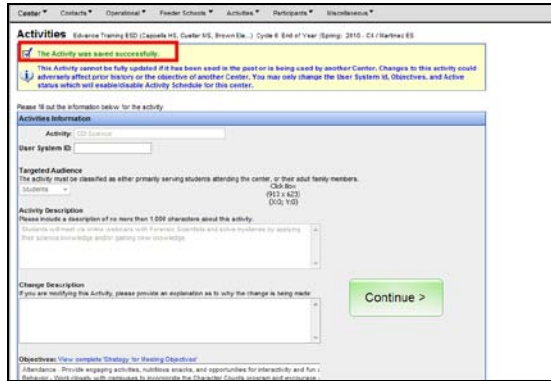 Center Contacts Operational Feeder Schools Activities Participants Miscellaneous
Activities Edvance Training ESD (Cappella HS, Cuellar MS, Brown Ele...) Cycle 6 End of Year (Spring: 2010 - C4 / Martinez ES
The Activity was saved successfully.
This Activity cannot be fully updated if it has been used in the past or is being used by another Center. Changes to this activity could
adversely affect prior history or the objective of another Center. You may only change the User System Id, Objectives, and Active
status which will enable/disable Activity Schedule for this center.
Please fill out the information below for the activity
Activities Information
Activity: CSI Science
User System ID:
Targeted Audience
The activity must be classified as either primarily serving students attending the center, or their adult family members.
Students
Click Box
(913 x 623)
(X:0; Y:0)
Activity Description
Please include a description of no more than 1,000 characters about this activity.
Students will meet via online webinars with Forensic Scientists and solve mysteries by applying
their science knowledge and/or gaining new knowledge.
Change Description
If you are modifying this Activity, please provide an explanation as to why the change is being made:
Continue >
Objectives: View complete 'Strategy for Meeting Objectives'
Attendance - Provide engaging activities, nutritious snacks, and opportunities for interactivity and fun
Behavior - Work closely with campuses to incorporate the Character Counts program and encourage